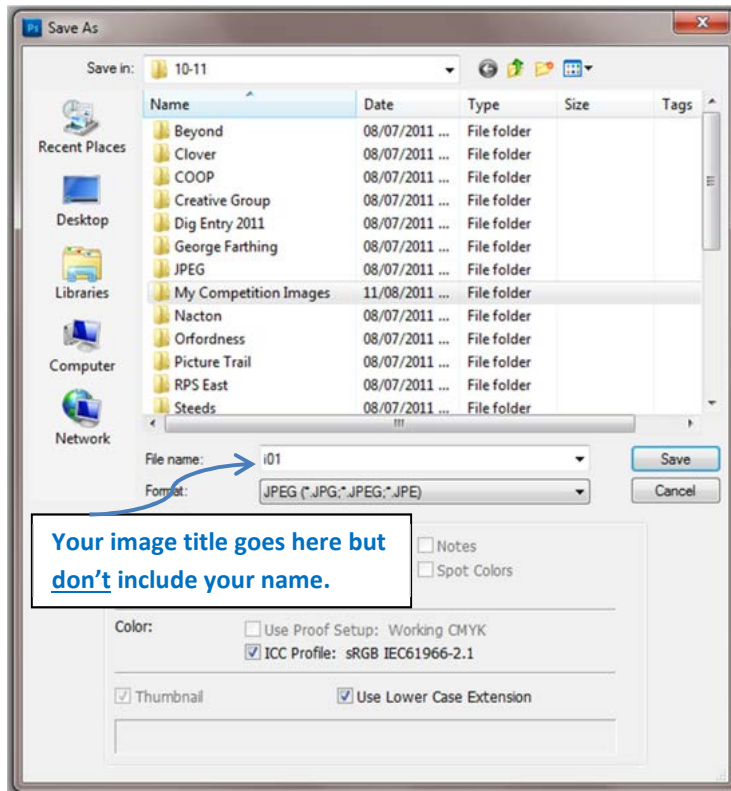 Ps Save As
Save in: 10-11
Name Date Type Size Tags
Beyond 08/07/2011 ... File folder
Clover 08/07/2011 ... File folder
COOP 08/07/2011 ... File folder
Creative Group 08/07/2011 ... File folder
Dig Entry 2011 08/07/2011 ... File folder
George Farthing 08/07/2011 ... File folder
JPEG 08/07/2011 ... File folder
My Competition Images 11/08/2011 ... File folder
Nacton 08/07/2011 ... File folder
Orfordness 08/07/2011 ... File folder
Picture Trail 08/07/2011 ... File folder
RPS East 08/07/2011 ... File folder
Steeds 08/07/2011 ... File folder
Recent Places
Desktop
Libraries
Computer
Network
File name: i01 Save
Format: JPEG (*.JPG;*.JPEG;*.JPE) Cancel
Your image title goes here but
don't include your name.
Notes
Spot Colors
Color: Use Proof Setup: Working CMYK
ICC Profile: sRGB IEC61966-2.1
Thumbnail Use Lower Case Extension